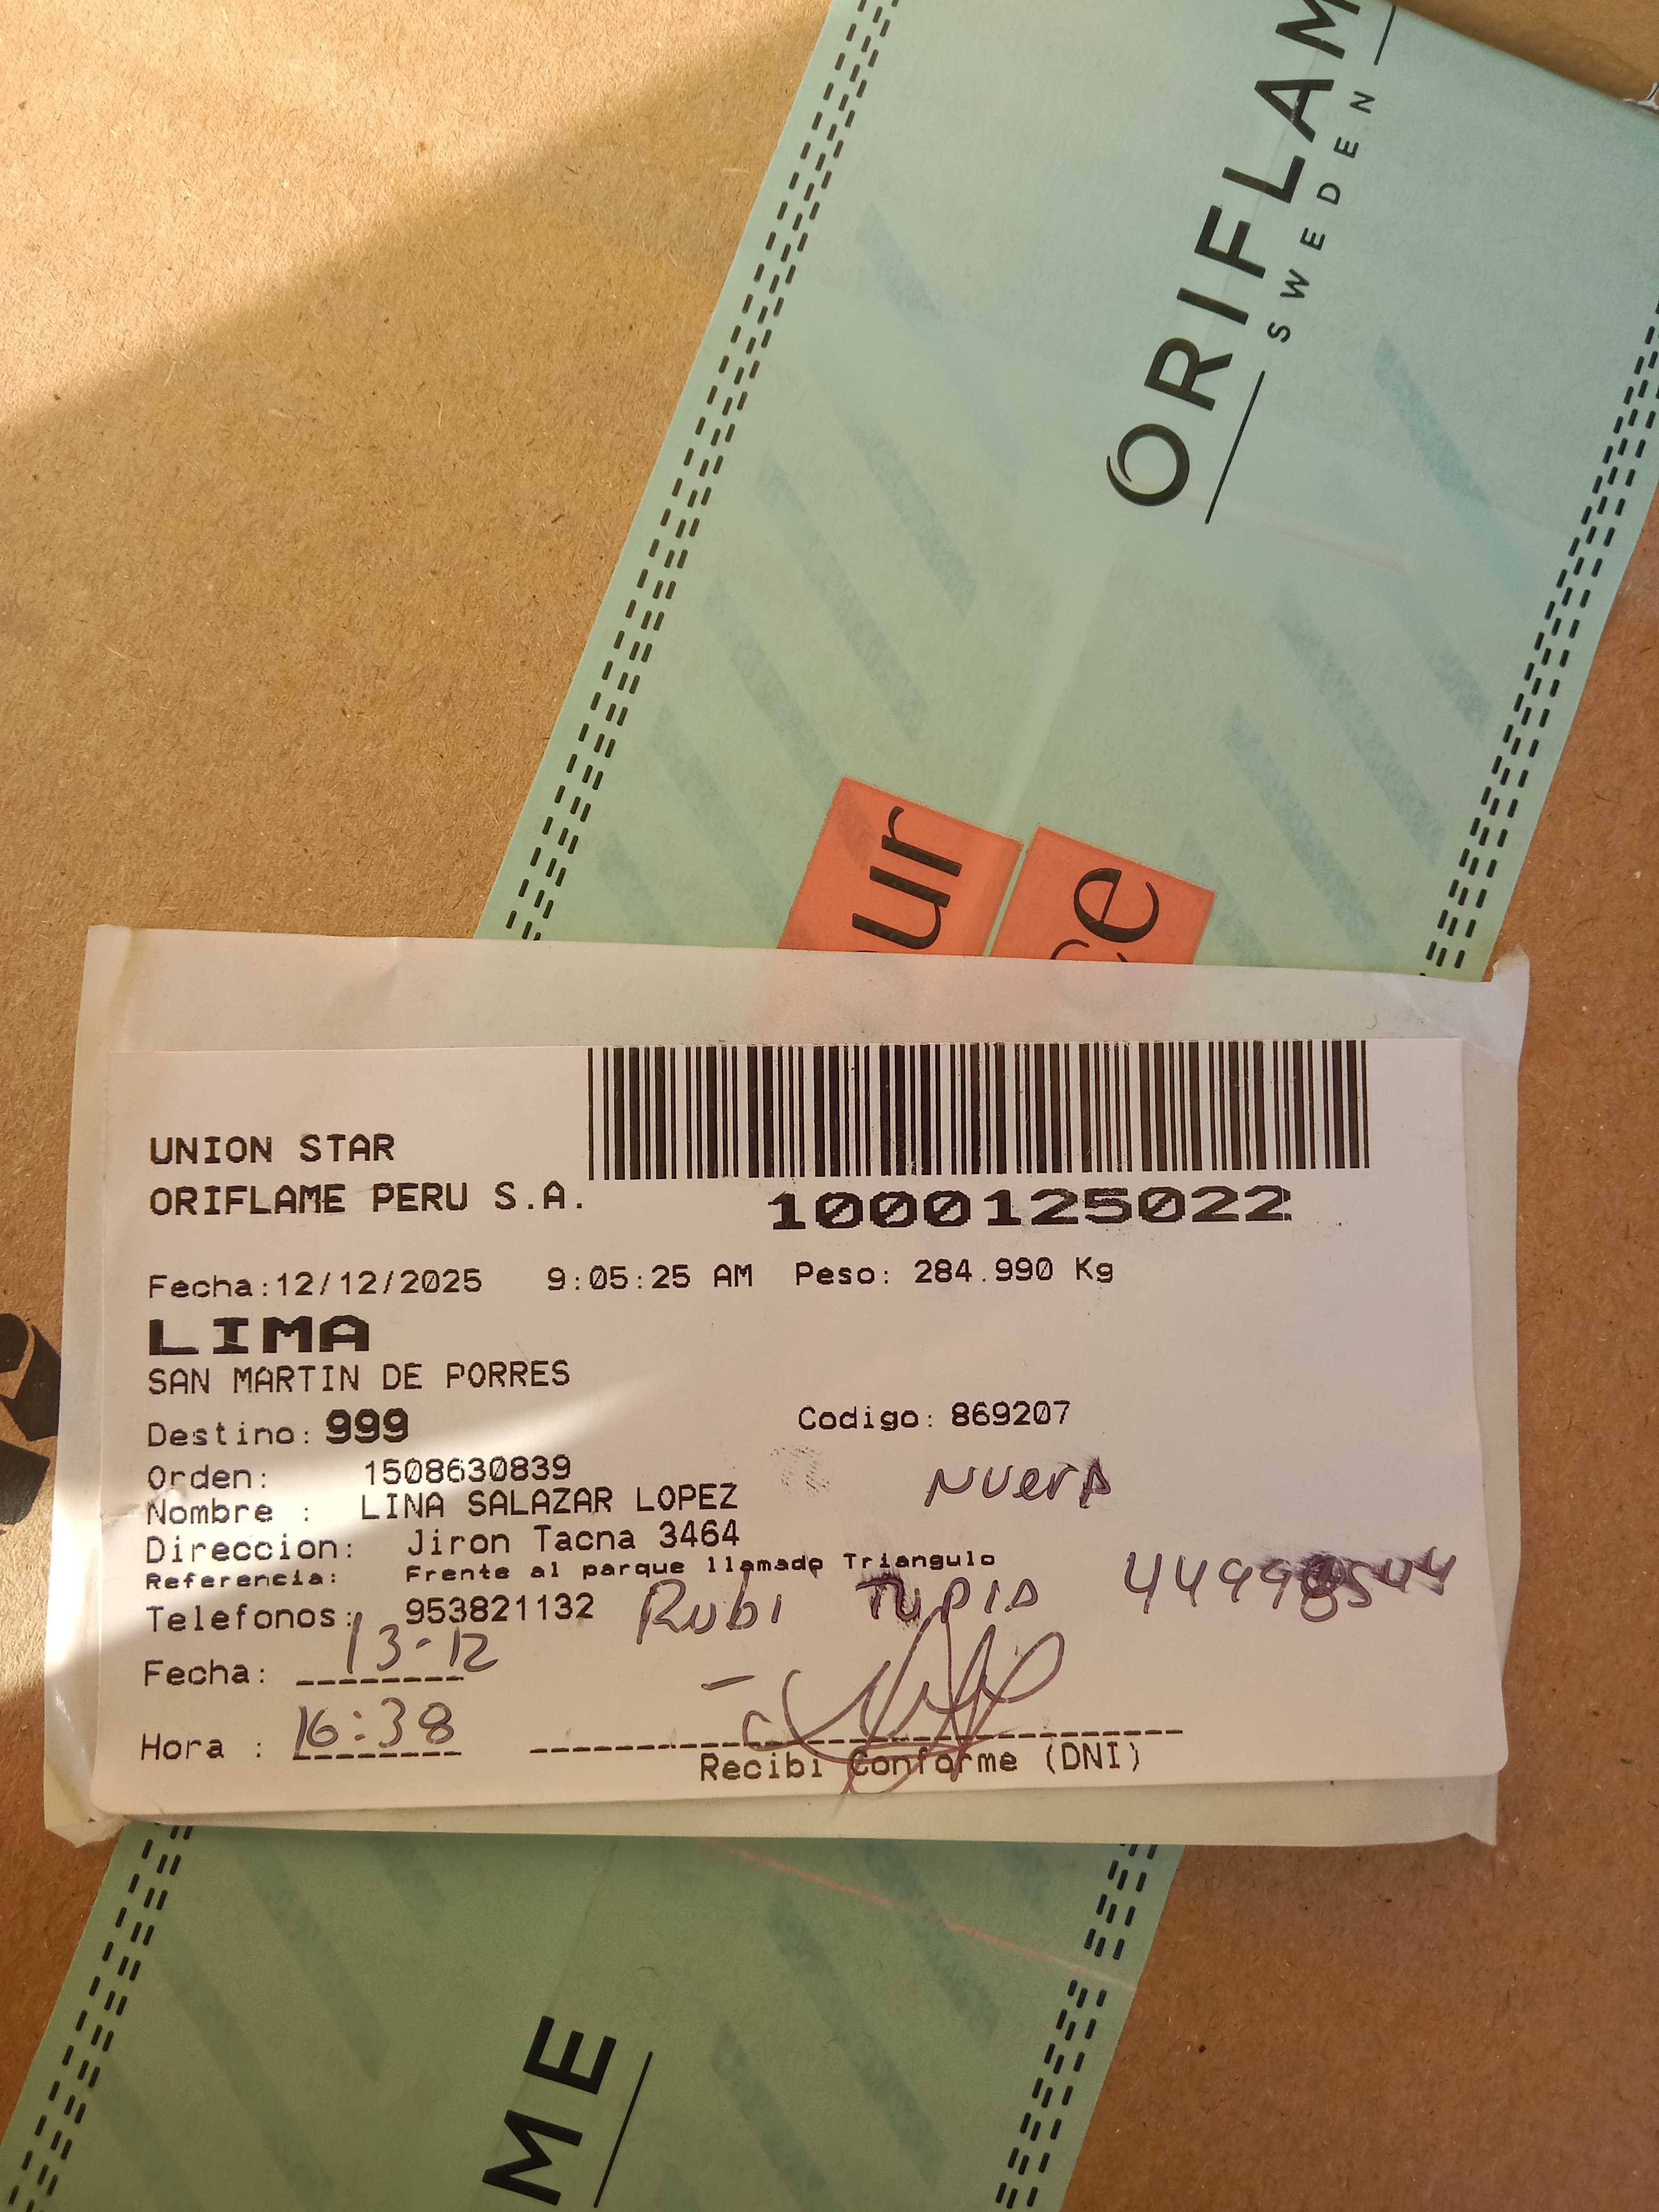 ORIFLAM
SWEDEN
our
ce
UNION STAR
ORIFLAME PERU S.A.
1000125022
Fecha:12/12/2025 9:05:25 AM Peso: 284.990 Kg
LIMA
SAN MARTIN DE PORRES
Destino: 999
Codigo: 869207
Orden: 1508630839
Nombre : LINA SALAZAR LOPEZ
Nuera
Direccion: Jiron Tacna 3464
Referencia: Frente al parque llamado Triangulo
Telefonos: 953821132 Rubi Tupia
Fecha: 13-12
Hora : 16:38
Recibi Conforme (DNI)
ME